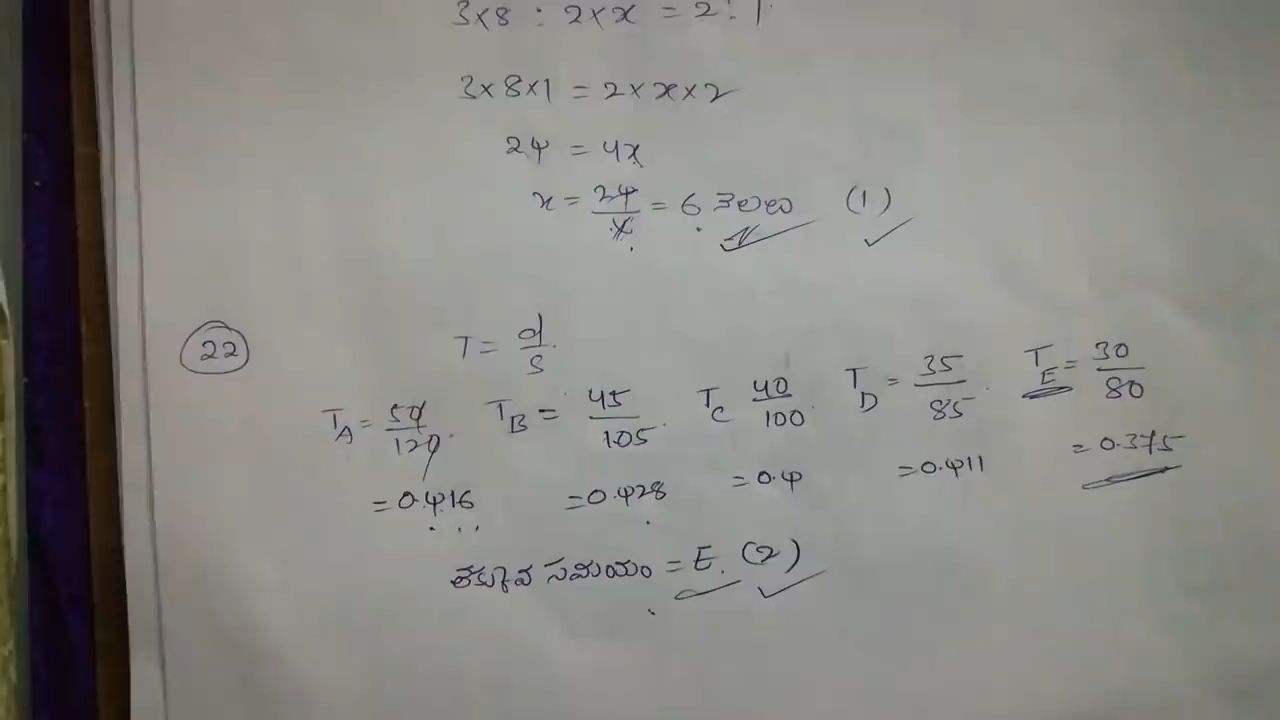 3×8 : 2×x = 2:1
3×8×1 = 2×x×2
24 = 4x
x = 24/4 = 6 (1)
22
T = d/s
T_A = 50/120 T_B = 45/105 T_C 40/100 T_D = 35/85 T_E = 30/80
= 0.416 = 0.428 = 0.4 = 0.411 = 0.375
తక్కువ సమయం = E. (2)